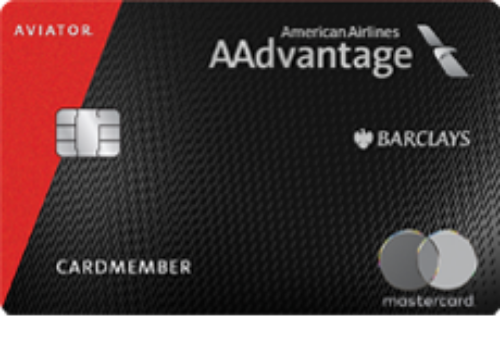 AVIATOR.
American Airlines
AAdvantage
BARCLAYS
CARDMEMBER
mastercard